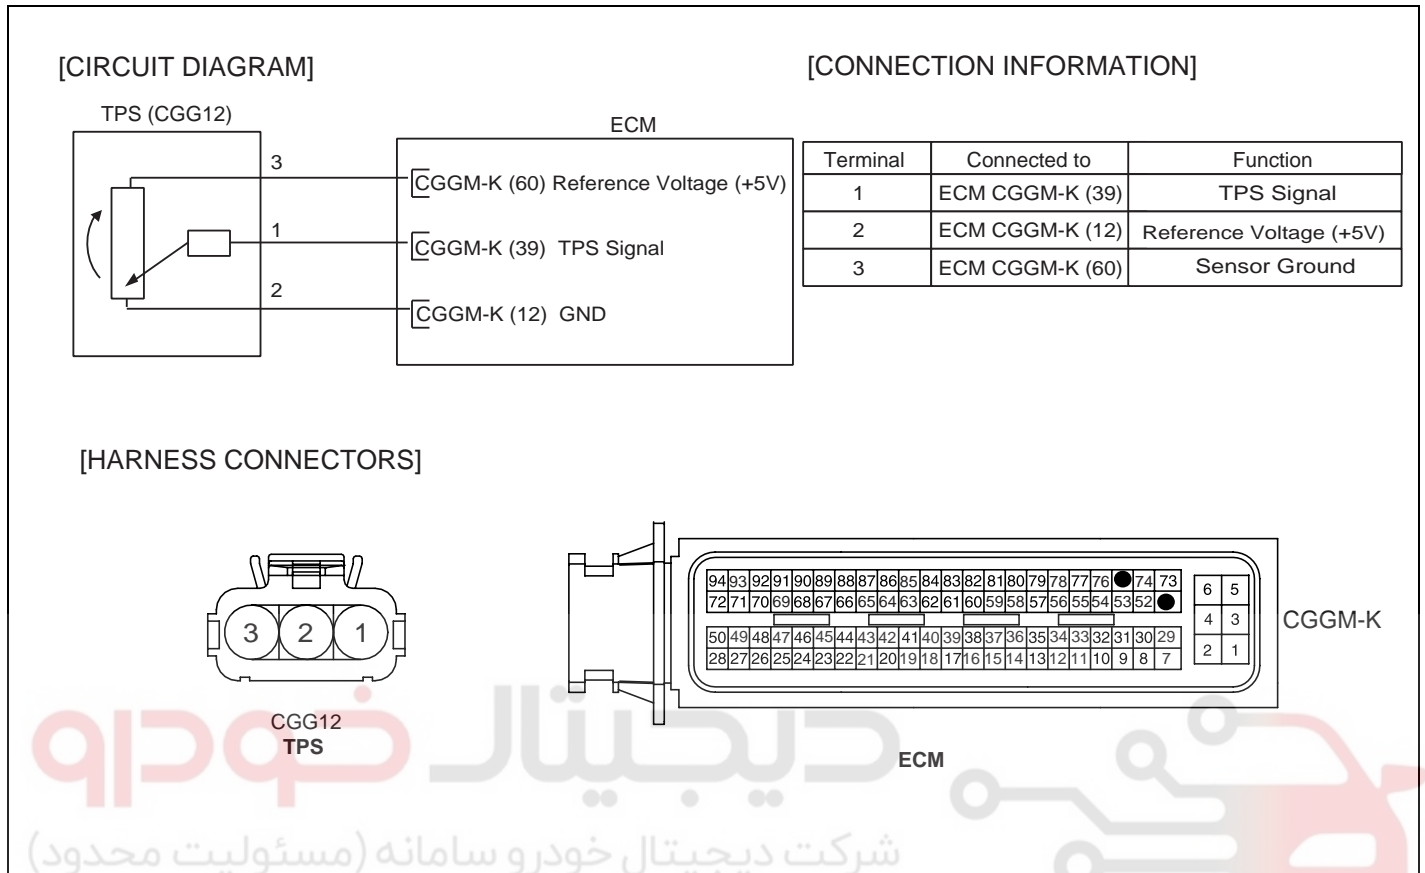 [CIRCUIT DIAGRAM]
TPS (CGG12)
ECM
3
CGGM-K (60) Reference Voltage (+5V)
1
CGGM-K (39) TPS Signal
2
CGGM-K (12) GND
[CONNECTION INFORMATION]
Terminal Connected to Function
1 ECM CGGM-K (39) TPS Signal
2 ECM CGGM-K (12) Reference Voltage (+5V)
3 ECM CGGM-K (60) Sensor Ground
[HARNESS CONNECTORS]
3 2 1
CGG12
TPS
94 93 92 91 90 89 88 87 86 85 84 83 82 81 80 79 78 77 76 74 73
72 71 70 69 68 67 66 65 64 63 62 61 60 59 58 57 56 55 54 53 52
50 49 48 47 46 45 44 43 42 41 40 39 38 37 36 35 34 33 32 31 30 29
28 27 26 25 24 23 22 21 20 19 18 17 16 15 14 13 12 11 10 9 8 7
6 5
4 3
2 1
CGGM-K
ECM
دیجیتال خودرو
شرکت دیجیتال خودرو سامانه (مسئولیت محدود)